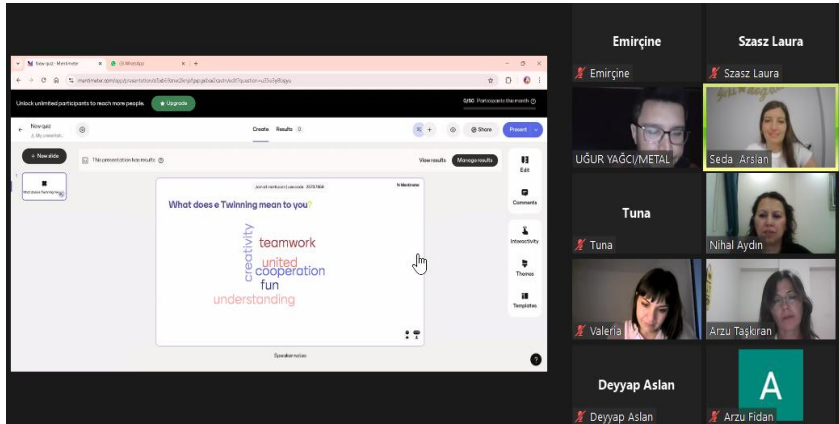 New quiz - Mentimeter
WhatsApp
Unlock unlimited participants to reach more people.
Upgrade
0/50 Participants this month
New quiz
Create
Results
Share
Present
+ New slide
This presentation has results
View results
Manage results
Edit
Comments
Interactivity
Themes
Templates
Mentimeter
What does e Twinning mean to you?
creativity
teamwork
united
cooperation
fun
understanding
Speaker notes
Emirçine
Emirçine
Szasz Laura
Szasz Laura
UĞUR YAĞCI/METAL
Seda Arslan
Tuna
Tuna
Nihal Aydın
Valeria
Arzu Taşkıran
Deyyap Aslan
Deyyap Aslan
A
Arzu Fidan